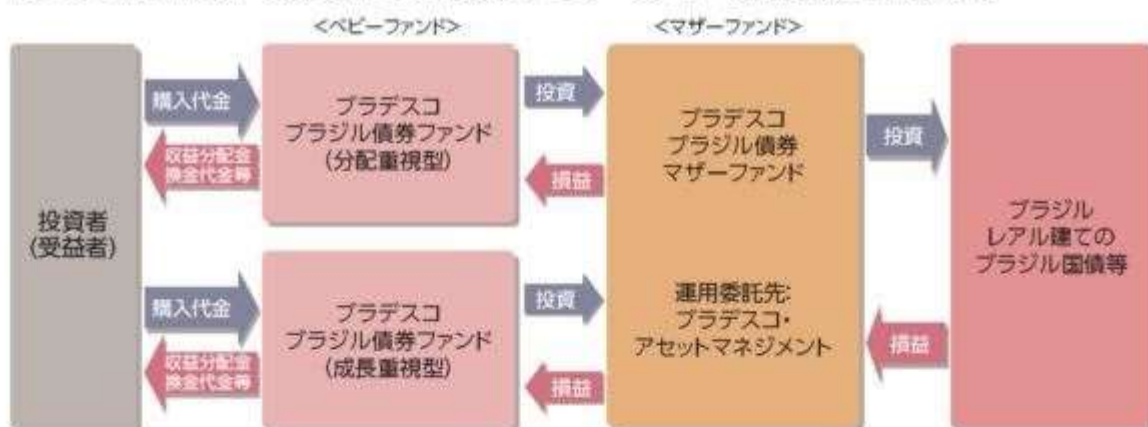 <ベビーファンド>
<マザーファンド>
購入代金
収益分配金
換金代金等
ブラデスコ
ブラジル債券ファンド
(分配重視型)
投資
損益
ブラデスコ
ブラジル債券
マザーファンド
投資
投資者
(受益者)
ブラジル
レアル建ての
ブラジル国債等
購入代金
収益分配金
換金代金等
ブラデスコ
ブラジル債券ファンド
(成長重視型)
投資
損益
運用委託先:
ブラデスコ・
アセットマネジメント
損益